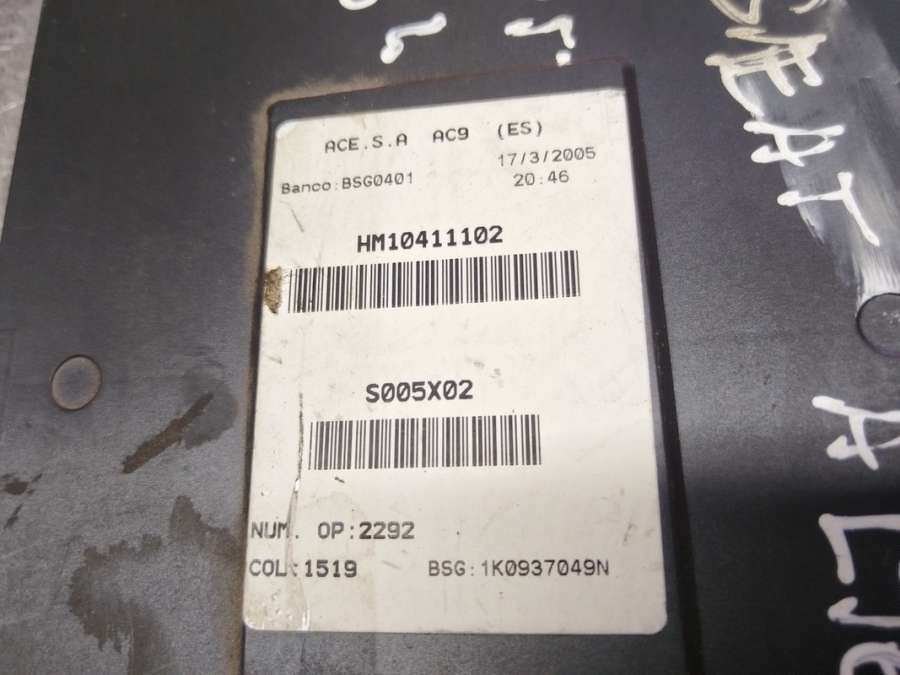 ACE.S.A AC9 (ES)
17/3/2005
Banco:BSG0401
20:46
HM10411102
S005X02
NUM. OP:2292
COL:1519 BSG:1K0937049N
SEAT